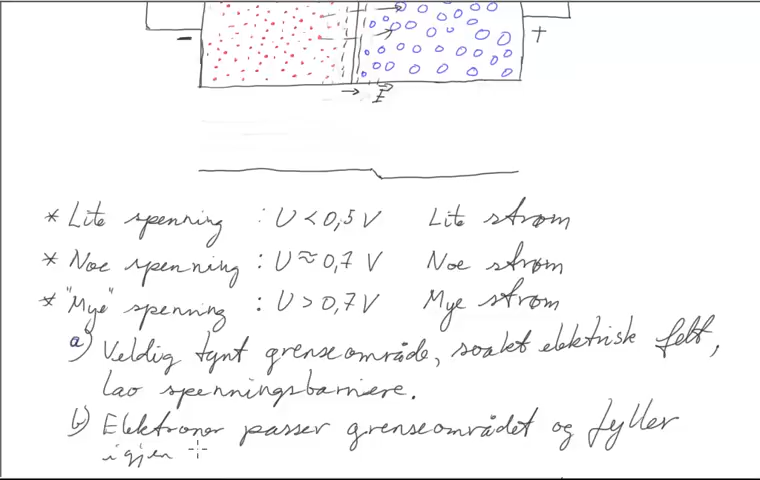 - +
E
* Lite spenning : U < 0,5 V Lite strøm
* Noe spenning : U ≈ 0,7 V Noe strøm
* "Mye" spenning : U > 0,7 V Mye strøm
a) Veldig tynt grenseområde, svakt elektrisk felt,
lav spenningsbarriere.
b) Elektroner passer grenseområdet og fyller
igjen